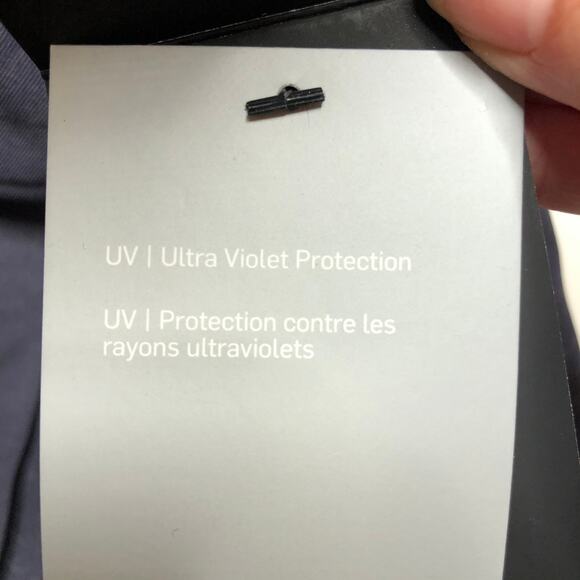 UV | Ultra Violet Protection
UV | Protection contre les
rayons ultraviolets